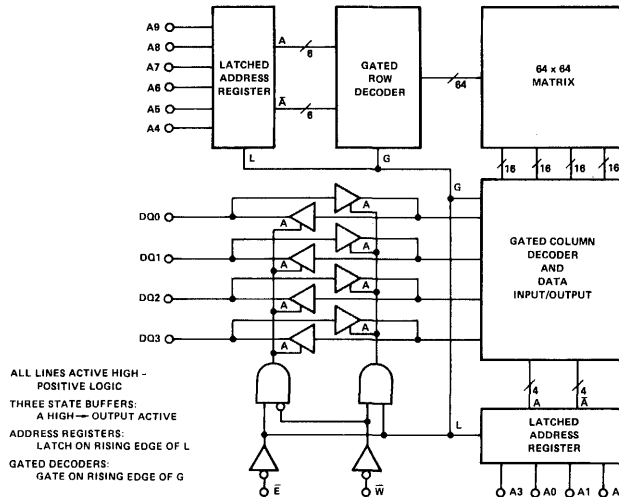 A9
A8
A7
A6
A5
A4
LATCHED
ADDRESS
REGISTER
A
6
Ā
6
L
GATED
ROW
DECODER
G
64
64 x 64
MATRIX
16 16 16 16
G
GATED COLUMN
DECODER
AND
DATA
INPUT/OUTPUT
DQ0
A
A
DQ1
A
A
DQ2
A
A
DQ3
A
A
4
A
4
Ā
L
LATCHED
ADDRESS
REGISTER
A3 A0 A1 A
E̅
W̅
ALL LINES ACTIVE HIGH -
POSITIVE LOGIC
THREE STATE BUFFERS:
A HIGH → OUTPUT ACTIVE
ADDRESS REGISTERS:
LATCH ON RISING EDGE OF L
GATED DECODERS:
GATE ON RISING EDGE OF G